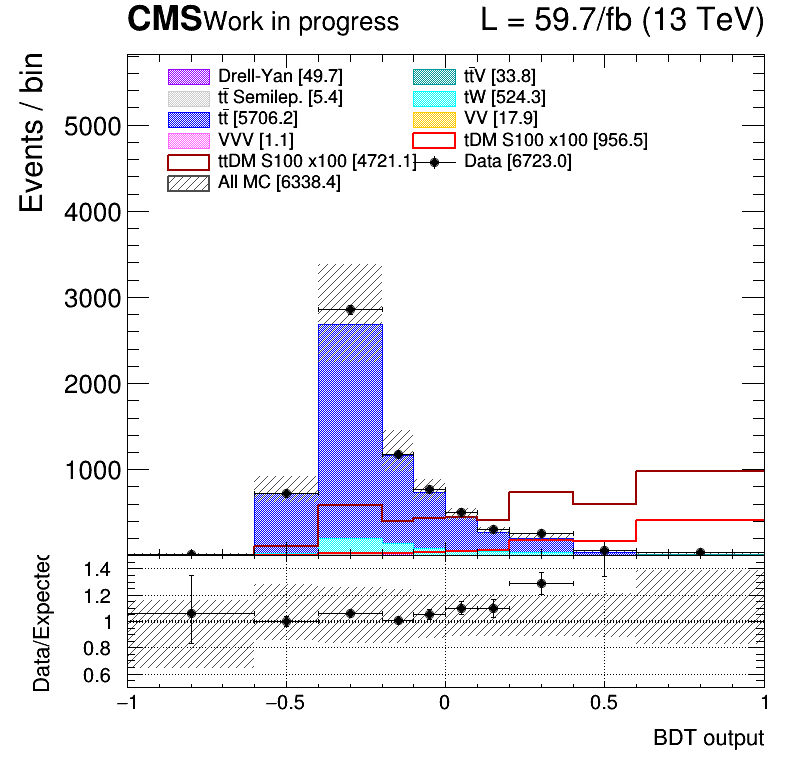 CMS Work in progress L = 59.7/fb (13 TeV)
Events / bin
Drell-Yan [49.7] tt̄V [33.8]
tt̄ Semilep. [5.4] tW [524.3]
tt̄ [5706.2] VV [17.9]
VVV [1.1] tDM S100 x100 [956.5]
ttDM S100 x100 [4721.1] Data [6723.0]
All MC [6338.4]
5000
4000
3000
2000
1000
Data/Expected
1.4
1.2
1
0.8
0.6
−1 −0.5 0 0.5 1
BDT output